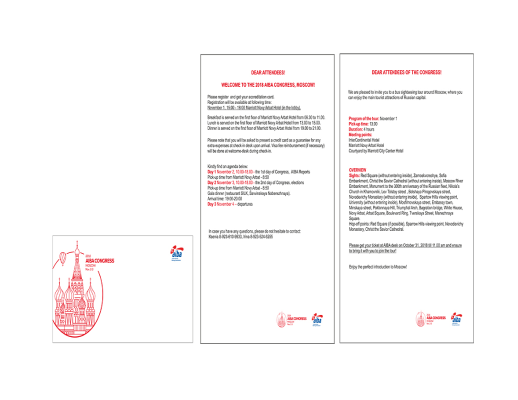 DEAR ATTENDEES!
WELCOME TO THE 2018 AIBA CONGRESS, MOSCOW!
Please register and get your accreditation card.
Registration will be available at following time:
November 1, 15:00 - 19:00 Marriott Novy Arbat Hotel (in the lobby).
Breakfast is served on the first floor of Marriott Novy Arbat Hotel from 06.30 to 11.00.
Lunch is served on the first floor of Marriott Novy Arbat Hotel from 13.00 to 15.00.
Dinner is served on the first floor of Marriott Novy Arbat Hotel from 19.00 to 21.00.
Please note that you will be asked to present a credit card as a guarantee for any
extra expenses at check-in desk upon arrival. Visa fee reimbursement (if necessary)
will be done at welcome desk during check-in.
Kindly find an agenda below:
Day 1 November 2, 10.00-18.00 - the 1st day of Congress, AIBA Reports.
Pick up time from Marriott Novy Arbat - 9:00
Day 2 November 3, 10.00-18.00 - the 2nd day of Congress, elections
Pick up time from Marriott Novy Arbat - 9:00
Gala dinner (restaurant
Arrival time: 19:00-20:00
Day 3 November 4 - departures
In case you have any questions, please do not hesitate to contact:
AIBA CONGRESS
MOSCOW
aiba
AIBA CONGRESS
aiba
DEAR ATTENDEES OF THE CONGRESS!
We are pleased to invite you to a bus sightseeing tour around Moscow, where you
can enjoy the main tourist attractions of Russian capital.
Program of the tour: November 1
Pick up time: 13.00
Duration: 4 hours
Meeting points:
InterContinental Hotel
Marriott Novy Arbat Hotel
Courtyard by Marriott City Center Hotel
OVERVIEW
Sights: Red Square (without entering inside), Zamoskvorechye, Sofia
Embankment, Christ the Savior Cathedral (without entering inside), Moscow River
Embankment, Monument to the 300th anniversary of the Russian fleet, Nikola's
Church in Khamovniki, Lev Tolstoy street, Bolshaya Pirogovskaya street,
Novodevichy Monastery (without entering inside), Sparrow Hills viewing point,
University (without entering inside), Mosfilmovskaya street, Embassy town,
Minskaya street, Poklonnaya Hill, Triumphal Arch, Bagration bridge, White House,
Novy Arbat, Arbat Square, Boulevard Ring, Tverskaya Street, Manezhnaya
Square.
Hop-off points: Red Square (if possible), Sparrow Hills viewing point, Novodevichy
Monastery, Christ the Savior Cathedral.
Please get your ticket at AIBA desk on October 31, 2018 till 11:00 am and ensure
to bring it with you to join the tour!
Enjoy the perfect introduction to Moscow!
AIBA CONGRESS
aiba